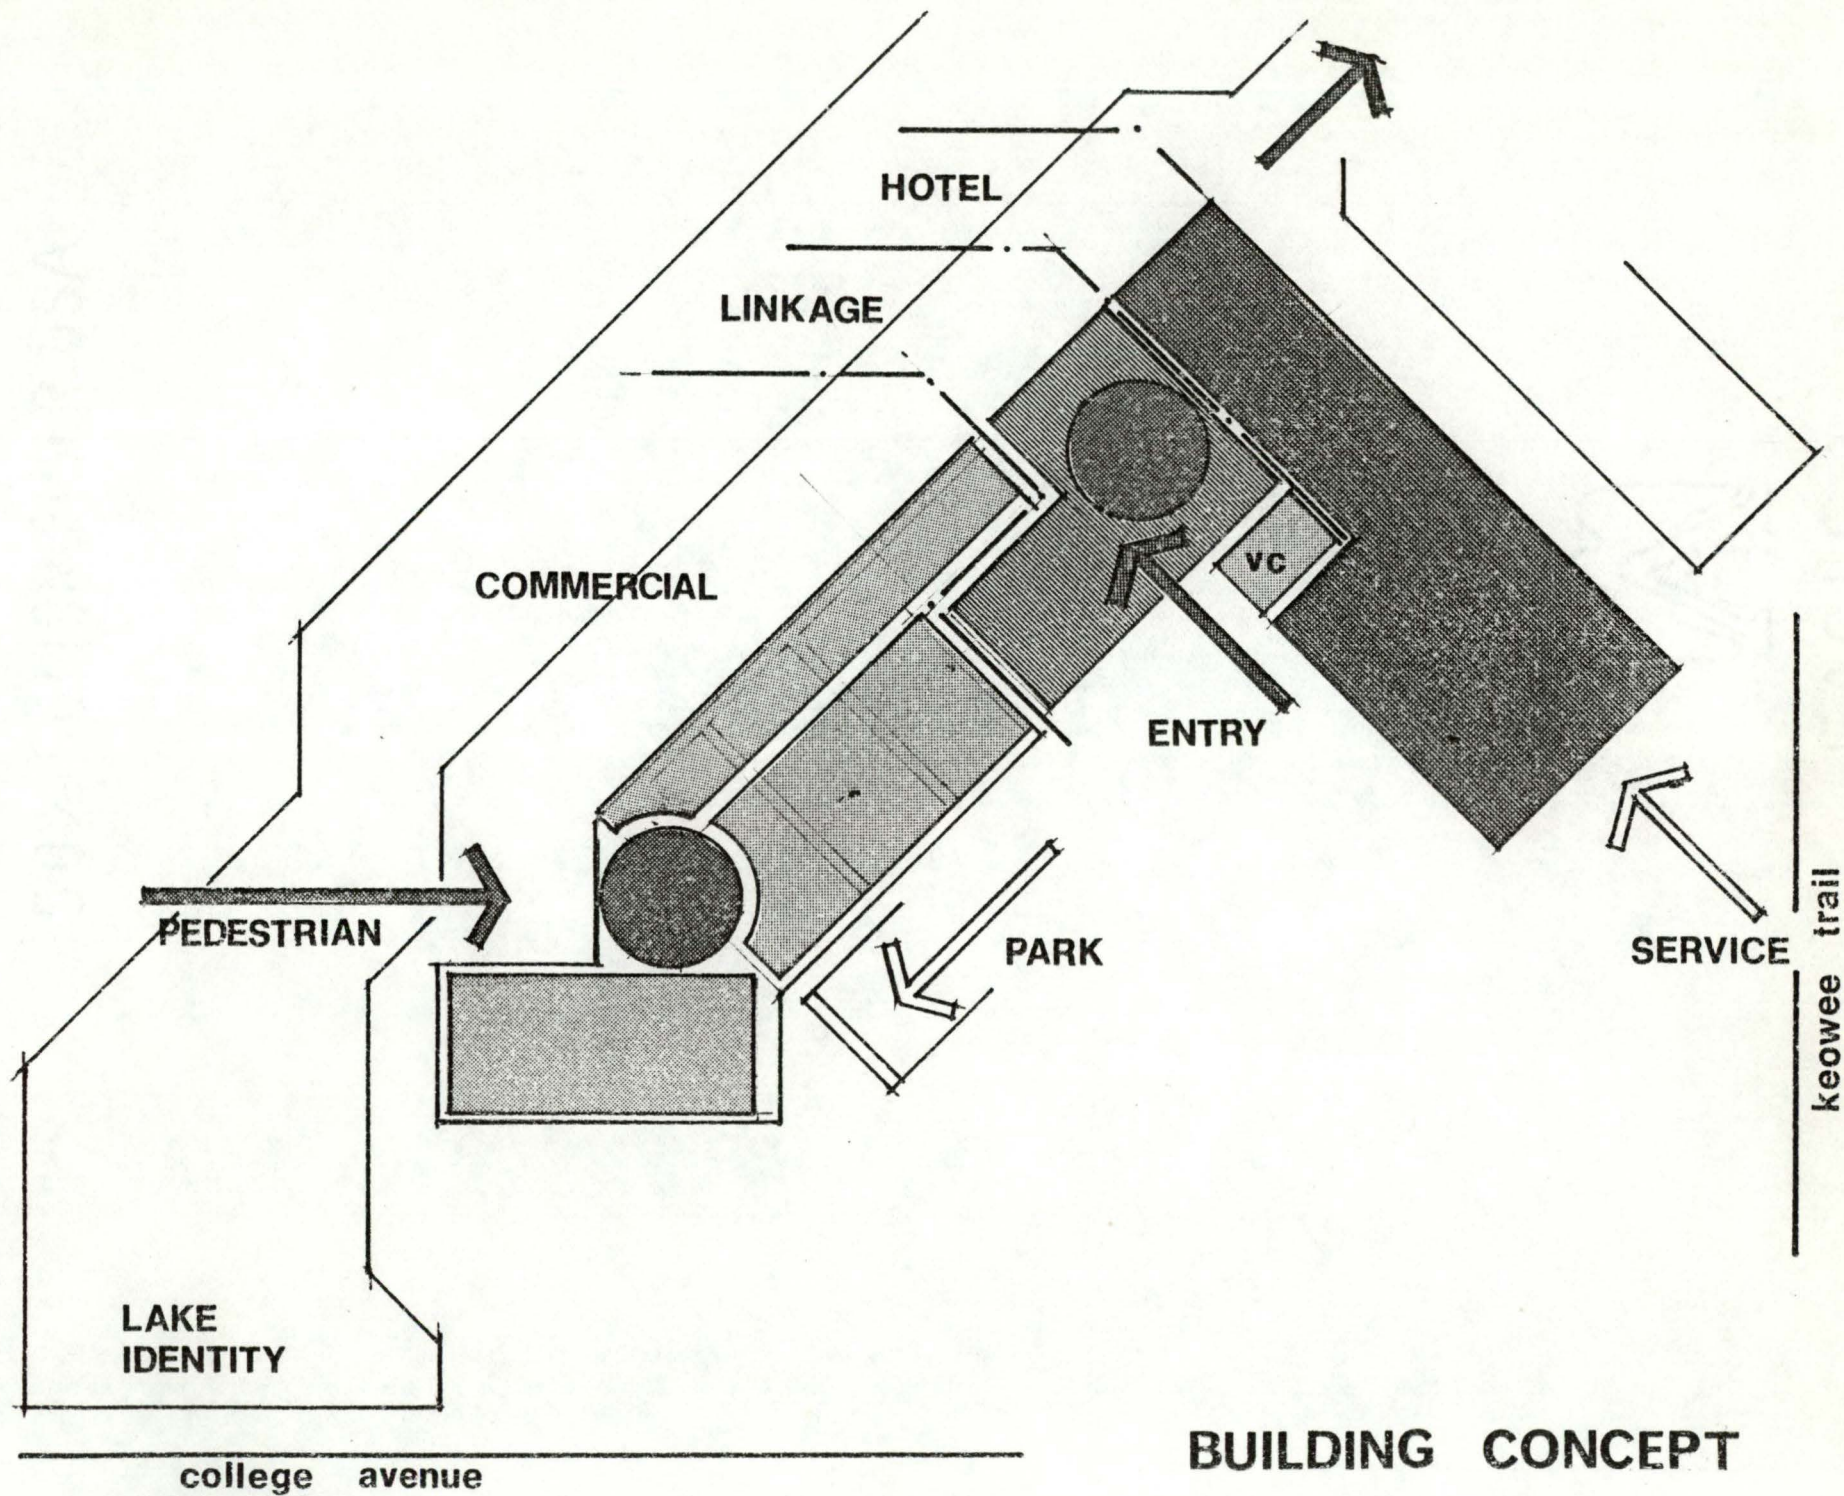 HOTEL
LINKAGE
COMMERCIAL
vc
ENTRY
PEDESTRIAN
PARK
SERVICE
keowee trail
LAKE
IDENTITY
BUILDING CONCEPT
college avenue